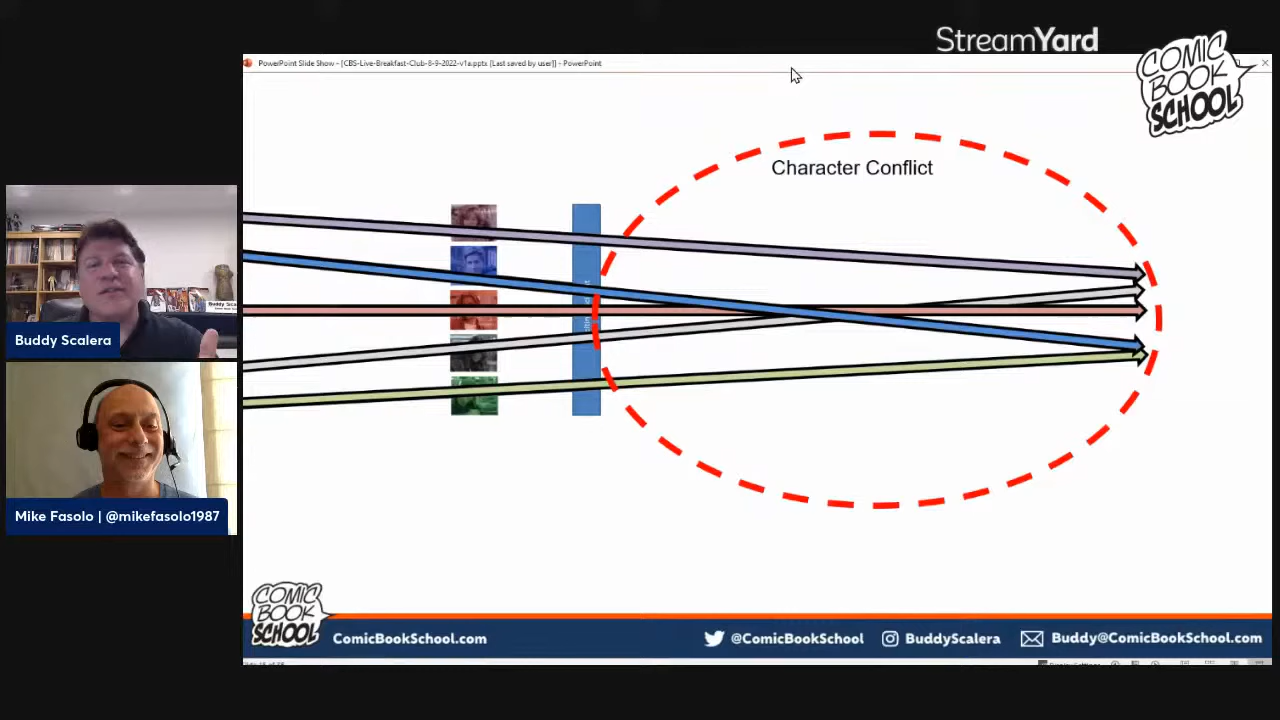 StreamYard
PowerPoint Slide Show - [CBS-Live-Breakfast-Club-8-9-2022-v1a.pptx [Last saved by user]] - PowerPoint
COMIC
BOOK
SCHOOL
Character Conflict
Buddy Scalera
Mike Fasolo | @mikefasolo1987
COMIC
BOOK
SCHOOL
ComicBookSchool.com
@ComicBookSchool
BuddyScalera
Buddy@ComicBookSchool.com